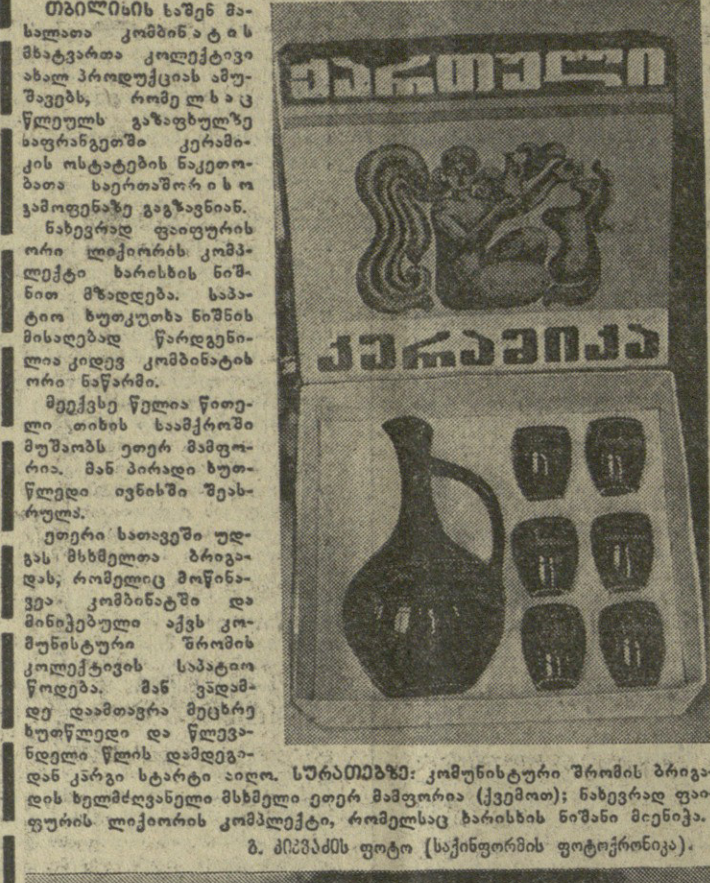 თბილისის საშენ მა-
სალათა კომბინატის
მხატვართა კოლექტივი
ახალ პროდუქციას ამუ-
შავებს, რომელსაც
წლეულს გაზაფხულზე
საფრანგეთში კერამი-
კის ოსტატების ნაკეთო-
ბათა საერთაშორისო
გამოფენაზე გაგზავნიან.
ნახევრად ფაიფურის
ორი ლიქიორის კომპ-
ლექტი ხარისხის ნიშ-
ნით მზადდება. საპა-
ტიო ხუთკუთხა ნიშნის
მისაღებად წარდგენი-
ლია კიდევ კომბინატის
ორი ნაწარმი.
მეექვსე წელია წითე-
ლი თიხის საამქროში
მუშაობს ეთერ მამფო-
რია. მან პირადი ხუთ-
წლედი ივნისში შეას-
რულა.
ეთერი სათავეში უდ-
გას მსხმელთა ბრიგა-
დას, რომელიც მოწინა-
ვეა კომბინატში და
მინიჭებული აქვს კო-
მუნისტური შრომის
კოლექტივის საპატიო
წოდება. მან ვადამ-
დე დაამთავრა მეცხრე
ხუთწლედი და წლევა-
ნდელი წლის დამდეგი-
დან კარგი სტარტი აიღო. სურათებზე: კომუნისტური შრომის ბრიგა-
დის ხელმძღვანელი მსხმელი ეთერ მამფორია (ქვემოთ); ნახევრად ფაი-
ფურის ლიქიორის კომპლექტი, რომელსაც ხარისხის ნიშანი მიენიჭა.
გ. კიკვაძის ფოტო (საქინფორმის ფოტოქრონიკა).
ქართული
კერამიკა